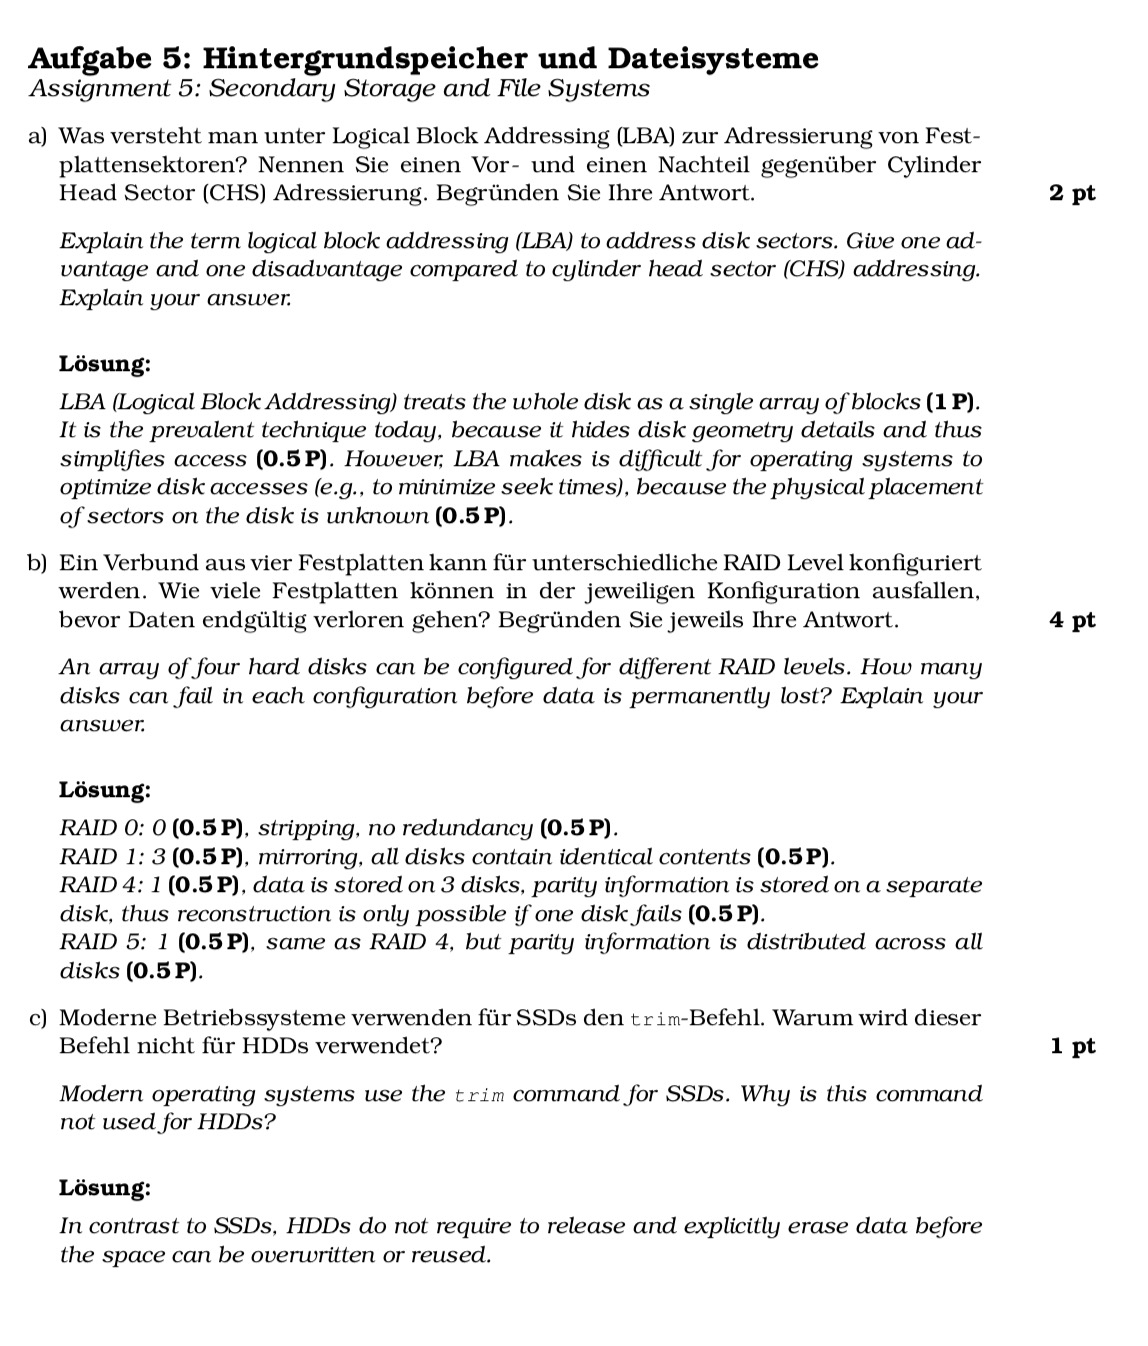 Aufgabe 5: Hintergrundspeicher und Dateisysteme
Assignment 5: Secondary Storage and File Systems
a) Was versteht man unter Logical Block Addressing (LBA) zur Adressierung von Fest-
plattensektoren? Nennen Sie einen Vor- und einen Nachteil gegenüber Cylinder
Head Sector (CHS) Adressierung. Begründen Sie Ihre Antwort. 2 pt
Explain the term logical block addressing (LBA) to address disk sectors. Give one ad-
vantage and one disadvantage compared to cylinder head sector (CHS) addressing.
Explain your answer.
Lösung:
LBA (Logical Block Addressing) treats the whole disk as a single array of blocks (1 P).
It is the prevalent technique today, because it hides disk geometry details and thus
simplifies access (0.5 P). However, LBA makes is difficult for operating systems to
optimize disk accesses (e.g., to minimize seek times), because the physical placement
of sectors on the disk is unknown (0.5 P).
b) Ein Verbund aus vier Festplatten kann für unterschiedliche RAID Level konfiguriert
werden. Wie viele Festplatten können in der jeweiligen Konfiguration ausfallen,
bevor Daten endgültig verloren gehen? Begründen Sie jeweils Ihre Antwort. 4 pt
An array of four hard disks can be configured for different RAID levels. How many
disks can fail in each configuration before data is permanently lost? Explain your
answer.
Lösung:
RAID 0: 0 (0.5 P), stripping, no redundancy (0.5 P).
RAID 1: 3 (0.5 P), mirroring, all disks contain identical contents (0.5 P).
RAID 4: 1 (0.5 P), data is stored on 3 disks, parity information is stored on a separate
disk, thus reconstruction is only possible if one disk fails (0.5 P).
RAID 5: 1 (0.5 P), same as RAID 4, but parity information is distributed across all
disks (0.5 P).
c) Moderne Betriebssysteme verwenden für SSDs den trim-Befehl. Warum wird dieser
Befehl nicht für HDDs verwendet? 1 pt
Modern operating systems use the trim command for SSDs. Why is this command
not used for HDDs?
Lösung:
In contrast to SSDs, HDDs do not require to release and explicitly erase data before
the space can be overwritten or reused.